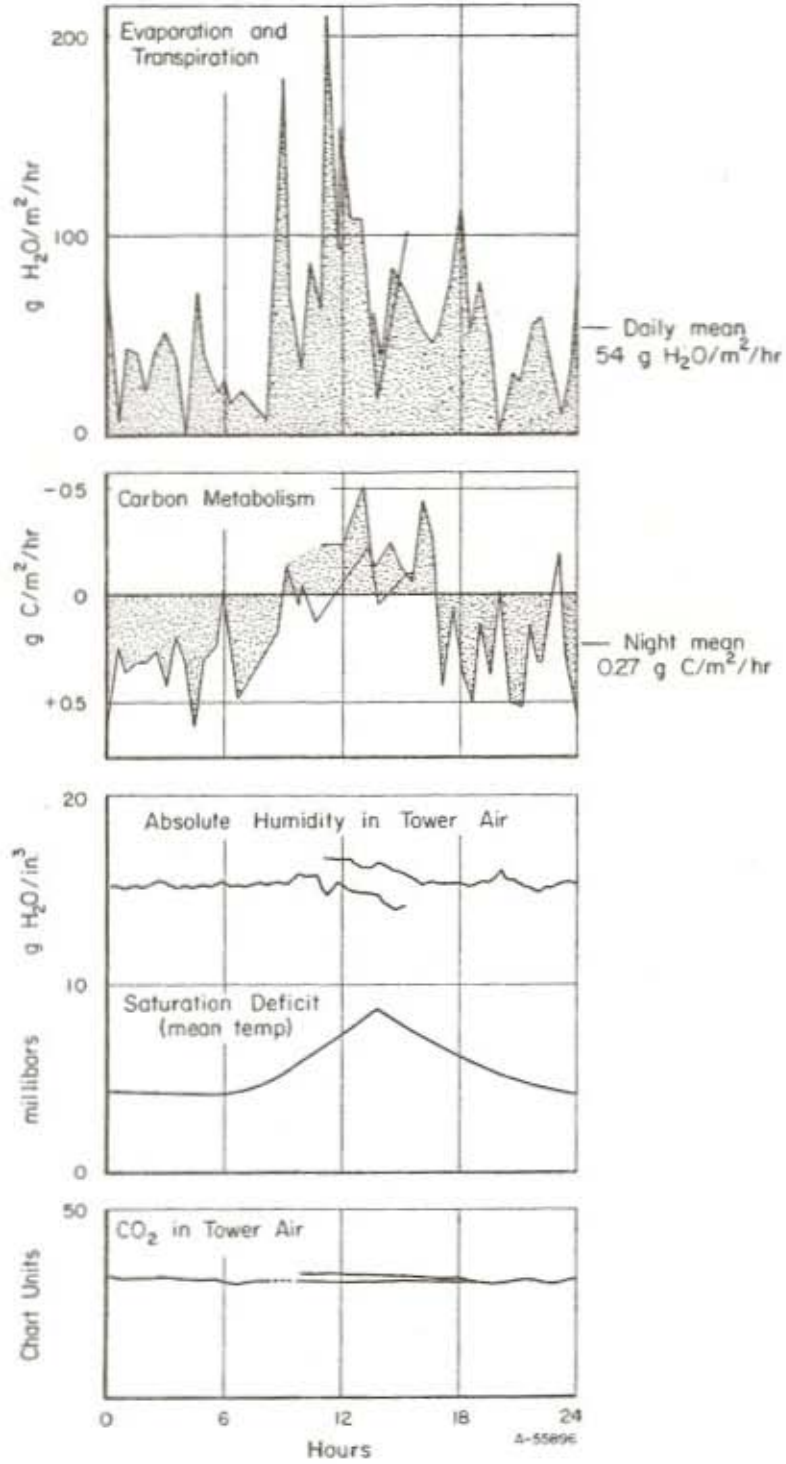 200
Evaporation and
Transpiration
g H₂O/m²/hr
100
Daily mean
54 g H₂O/m²/hr
0
-0.5
Carbon Metabolism
g C/m²/hr
0
Night mean
0.27 g C/m²/hr
+0.5
20
Absolute Humidity in Tower Air
g H₂O/in³
10
Saturation Deficit
(mean temp)
millibars
0
50
CO₂ in Tower Air
Chart Units
0 6 12 18 24
Hours
A-55896